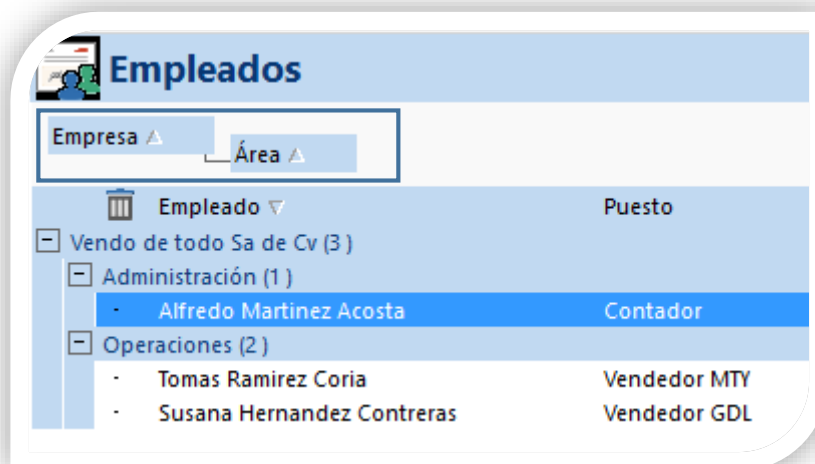 Empleados
Empresa
Área
Empleado Puesto
Vendo de todo Sa de Cv (3 )
Administración (1 )
Alfredo Martinez Acosta Contador
Operaciones (2 )
Tomas Ramirez Coria Vendedor MTY
Susana Hernandez Contreras Vendedor GDL